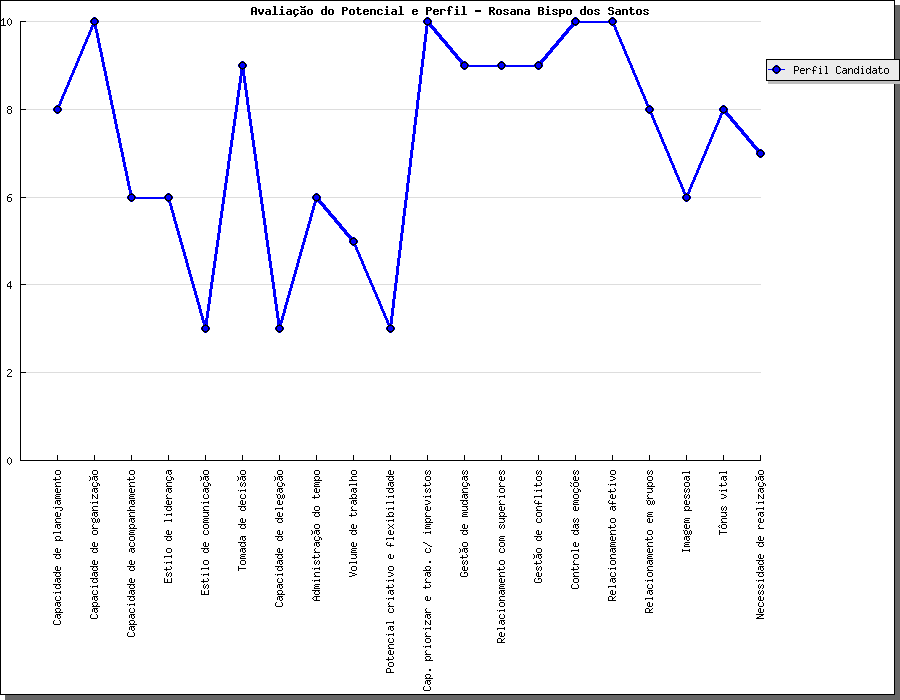 Avaliação do Potencial e Perfil - Rosana Bispo dos Santos
10
8
6
4
2
0
Perfil Candidato
Capacidade de planejamento
Capacidade de organização
Capacidade de acompanhamento
Estilo de liderança
Estilo de comunicação
Tomada de decisão
Capacidade de delegação
Administração do tempo
Volume de trabalho
Potencial criativo e flexibilidade
Cap. priorizar e trab. c/ imprevistos
Gestão de mudanças
Relacionamento com superiores
Gestão de conflitos
Controle das emoções
Relacionamento afetivo
Relacionamento em grupos
Imagem pessoal
Tônus vital
Necessidade de realização